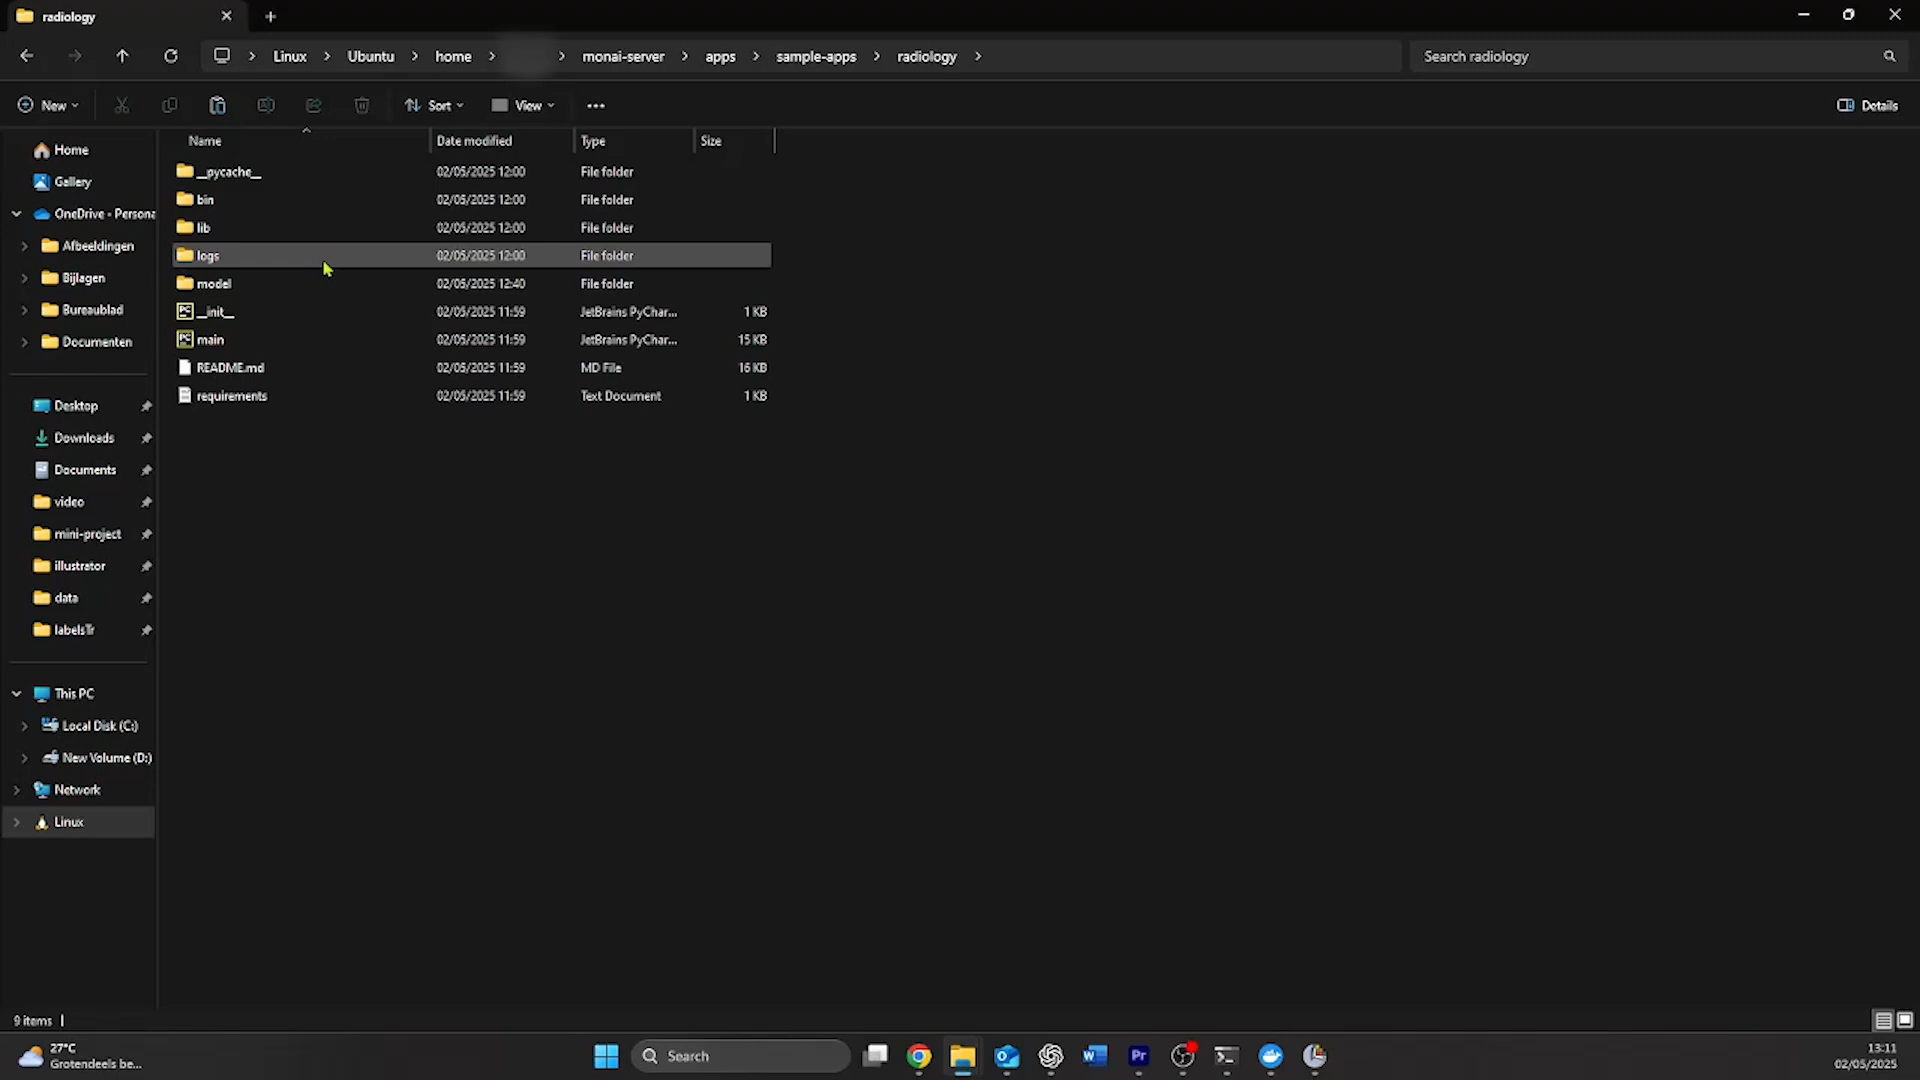 radiology
Linux > Ubuntu > home > > monai-server > apps > sample-apps > radiology >
Search radiology
New
Sort
View
Details
Name Date modified Type Size
__pycache__ 02/05/2025 12:00 File folder
bin 02/05/2025 12:00 File folder
lib 02/05/2025 12:00 File folder
logs 02/05/2025 12:00 File folder
model 02/05/2025 12:40 File folder
__init__ 02/05/2025 11:59 JetBrains PyChar... 1 KB
main 02/05/2025 11:59 JetBrains PyChar... 15 KB
README.md 02/05/2025 11:59 MD File 16 KB
requirements 02/05/2025 11:59 Text Document 1 KB
Home
Gallery
OneDrive - Persona
Afbeeldingen
Bijlagen
Bureaublad
Documenten
Desktop
Downloads
Documents
video
mini-project
illustrator
data
labelsTr
This PC
Local Disk (C:)
New Volume (D:)
Network
Linux
9 items
27°C
Grotendeels be...
Search
Pr
13:11
02/05/2025